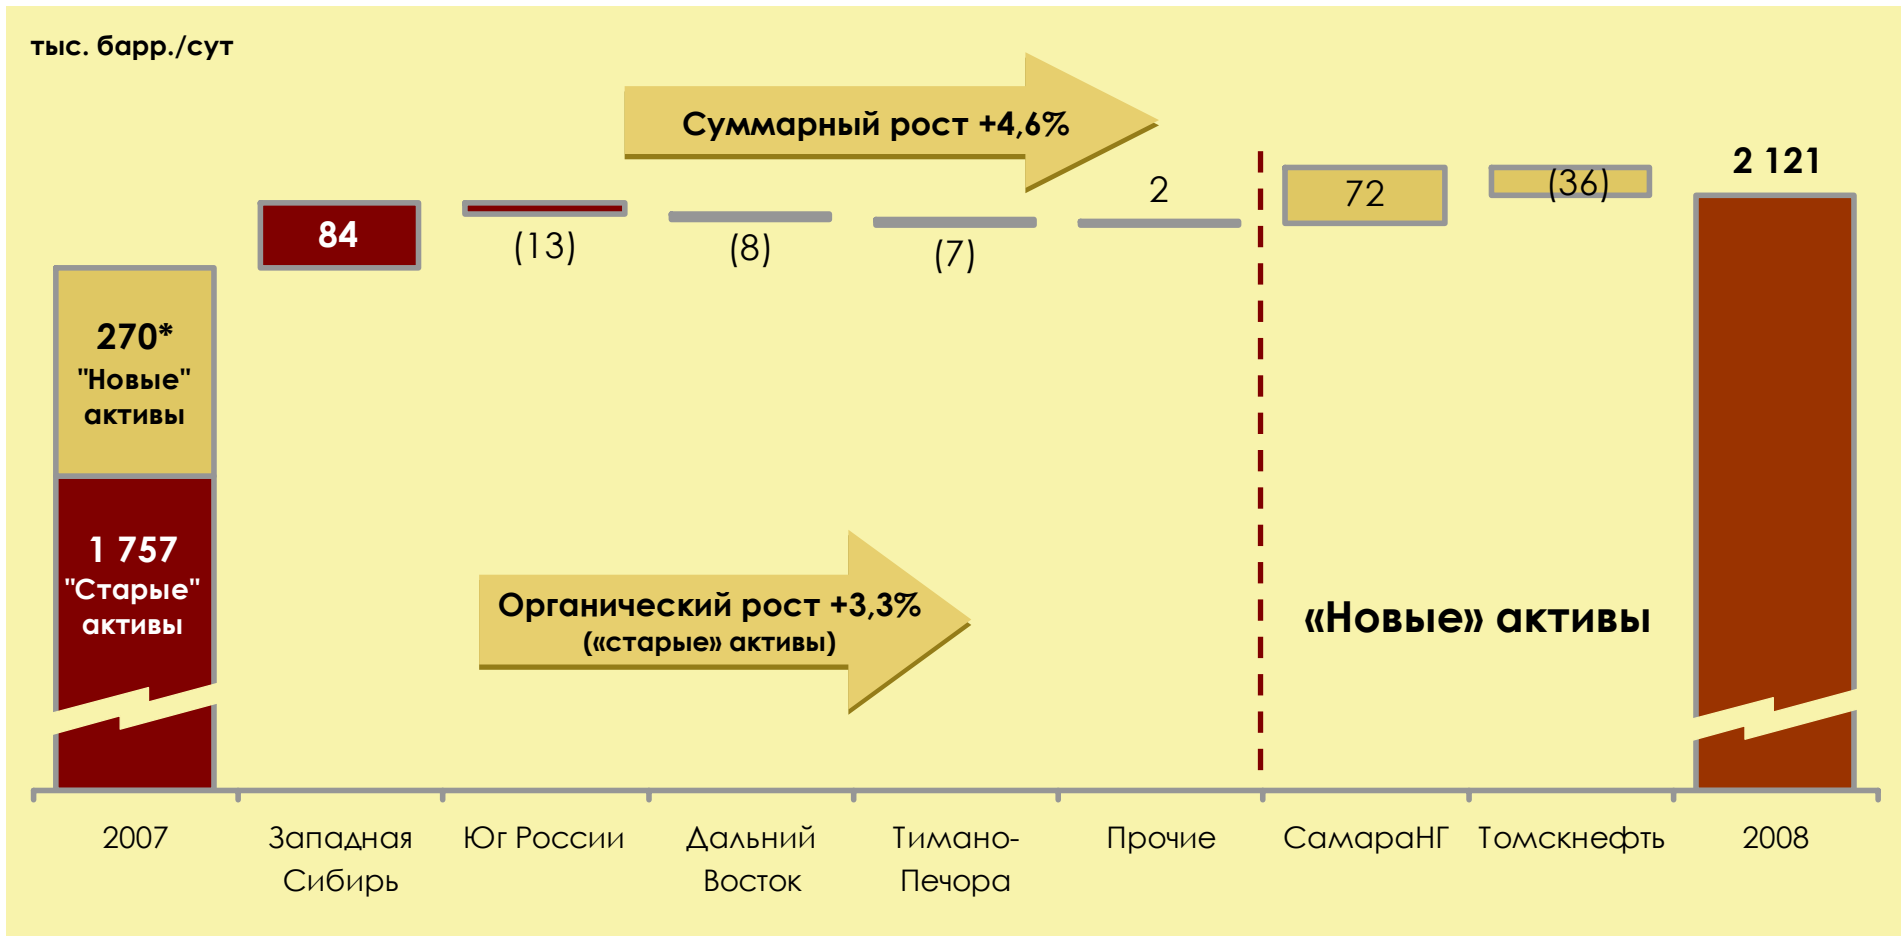 тыс. барр./сут
Суммарный рост +4,6%
2 121
2
72
(36)
84
(13)
(8)
(7)
270*
"Новые"
активы
1 757
"Старые"
активы
Органический рост +3,3%
(«старые» активы)
«Новые» активы
2007
Западная
Сибирь
Юг России
Дальний
Восток
Тимано-
Печора
Прочие
СамараНГ
Томскнефть
2008